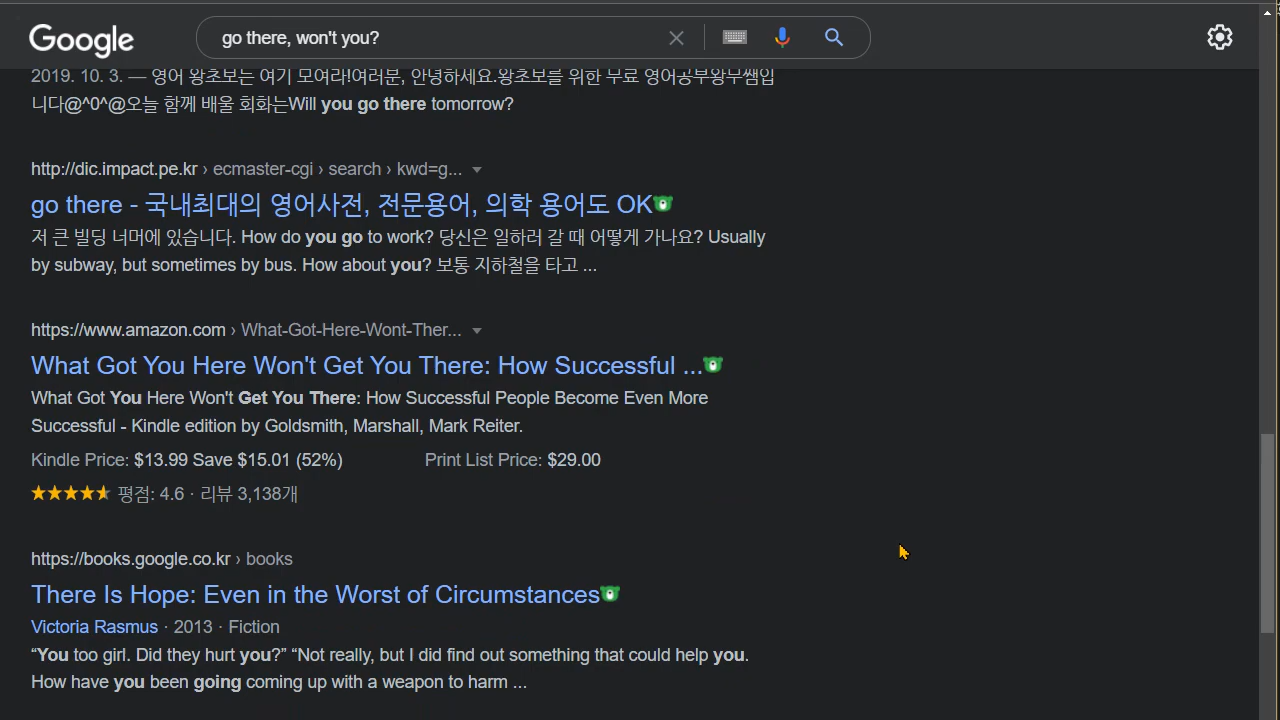 Google
go there, won't you?
2019. 10. 3. — 영어 왕초보는 여기 모여라!여러분, 안녕하세요.왕초보를 위한 무료 영어공부왕무쌤입
니다@^0^@오늘 함께 배울 회화는Will you go there tomorrow?
http://dic.impact.pe.kr › ecmaster-cgi › search › kwd=g...
go there - 국내최대의 영어사전, 전문용어, 의학 용어도 OK
저 큰 빌딩 너머에 있습니다. How do you go to work? 당신은 일하러 갈 때 어떻게 가나요? Usually
by subway, but sometimes by bus. How about you? 보통 지하철을 타고 ...
https://www.amazon.com › What-Got-Here-Wont-Ther...
What Got You Here Won't Get You There: How Successful ...
What Got You Here Won't Get You There: How Successful People Become Even More
Successful - Kindle edition by Goldsmith, Marshall, Mark Reiter.
Kindle Price: $13.99 Save $15.01 (52%) Print List Price: $29.00
평점: 4.6 · 리뷰 3,138개
https://books.google.co.kr › books
There Is Hope: Even in the Worst of Circumstances
Victoria Rasmus · 2013 · Fiction
“You too girl. Did they hurt you?” “Not really, but I did find out something that could help you.
How have you been going coming up with a weapon to harm ...